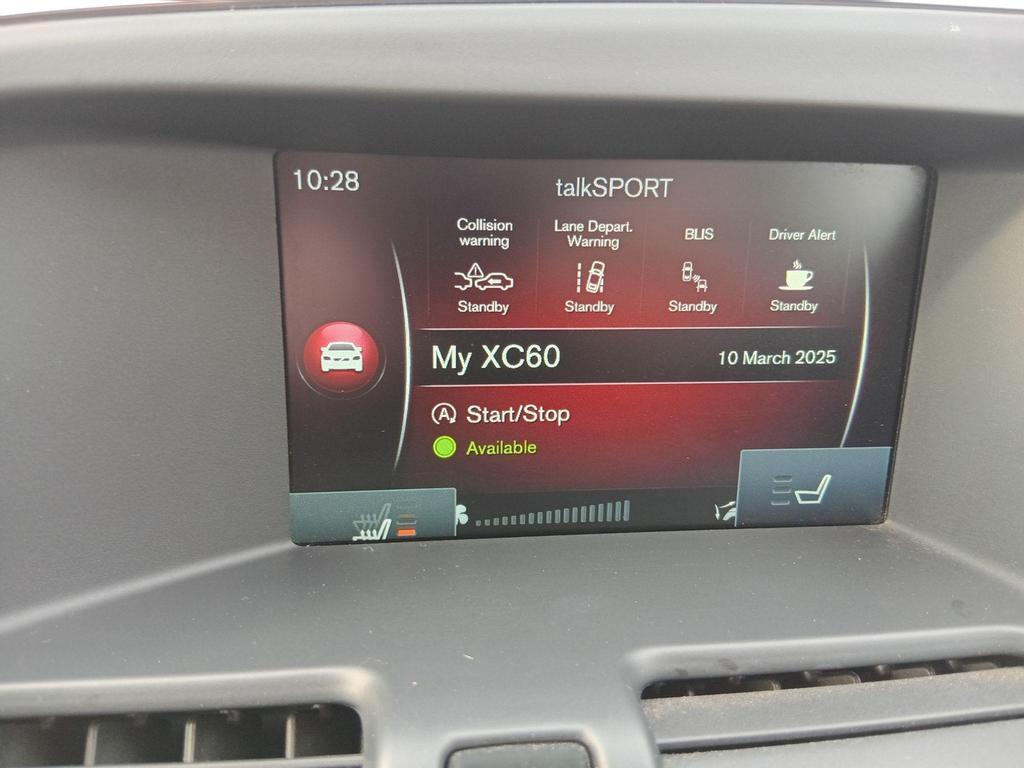 10:28
talkSPORT
Collision
warning
Lane Depart.
Warning
BLIS
Driver Alert
Standby
Standby
Standby
Standby
My XC60
10 March 2025
A
Start/Stop
Available